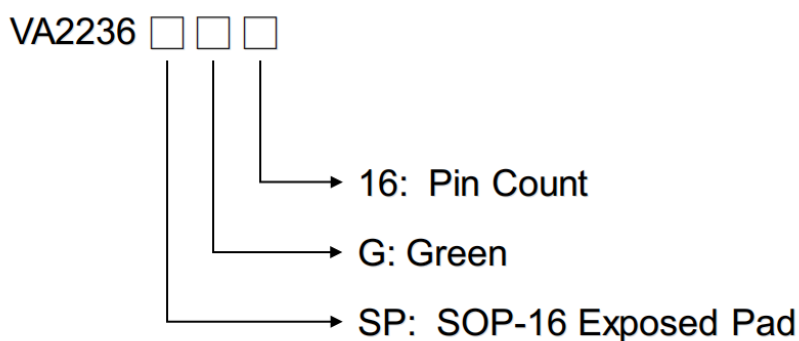 VA2236 □ □ □
16: Pin Count
G: Green
SP: SOP-16 Exposed Pad